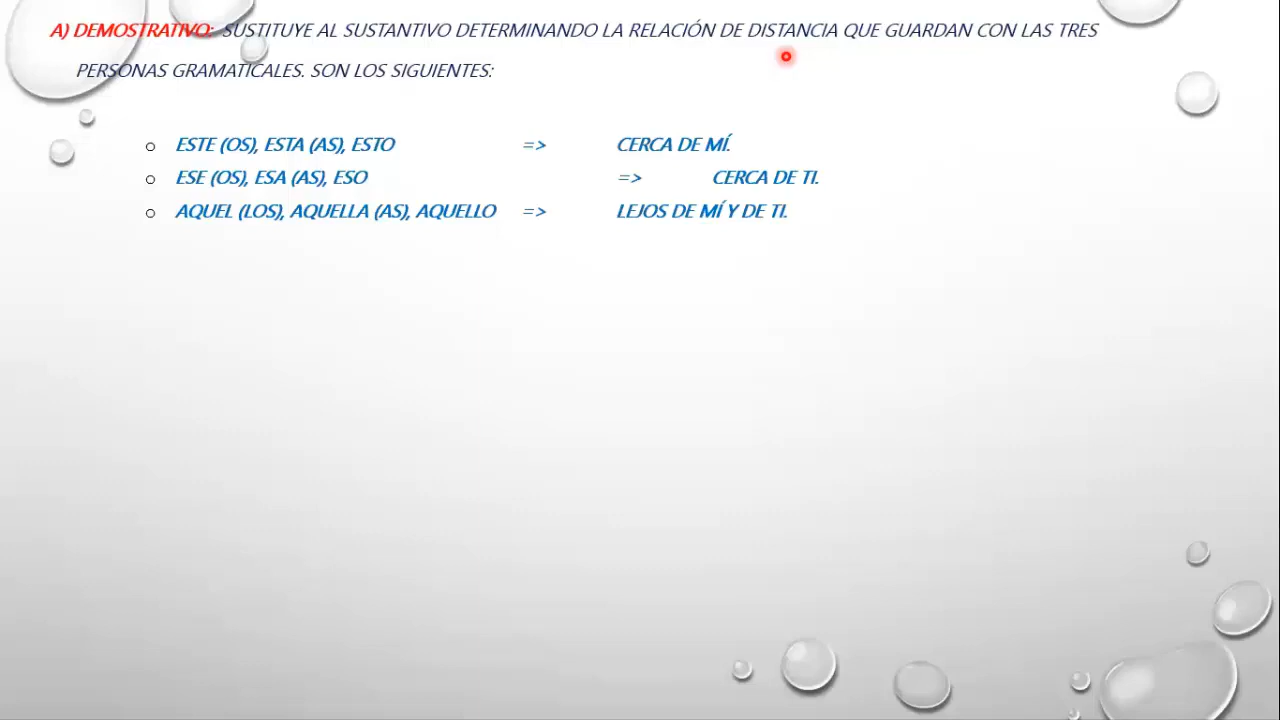 A) DEMOSTRATIVO: SUSTITUYE AL SUSTANTIVO DETERMINANDO LA RELACIÓN DE DISTANCIA QUE GUARDAN CON LAS TRES
PERSONAS GRAMATICALES. SON LOS SIGUIENTES:
o ESTE (OS), ESTA (AS), ESTO => CERCA DE MÍ.
o ESE (OS), ESA (AS), ESO => CERCA DE TI.
o AQUEL (LOS), AQUELLA (AS), AQUELLO => LEJOS DE MÍ Y DE TI.